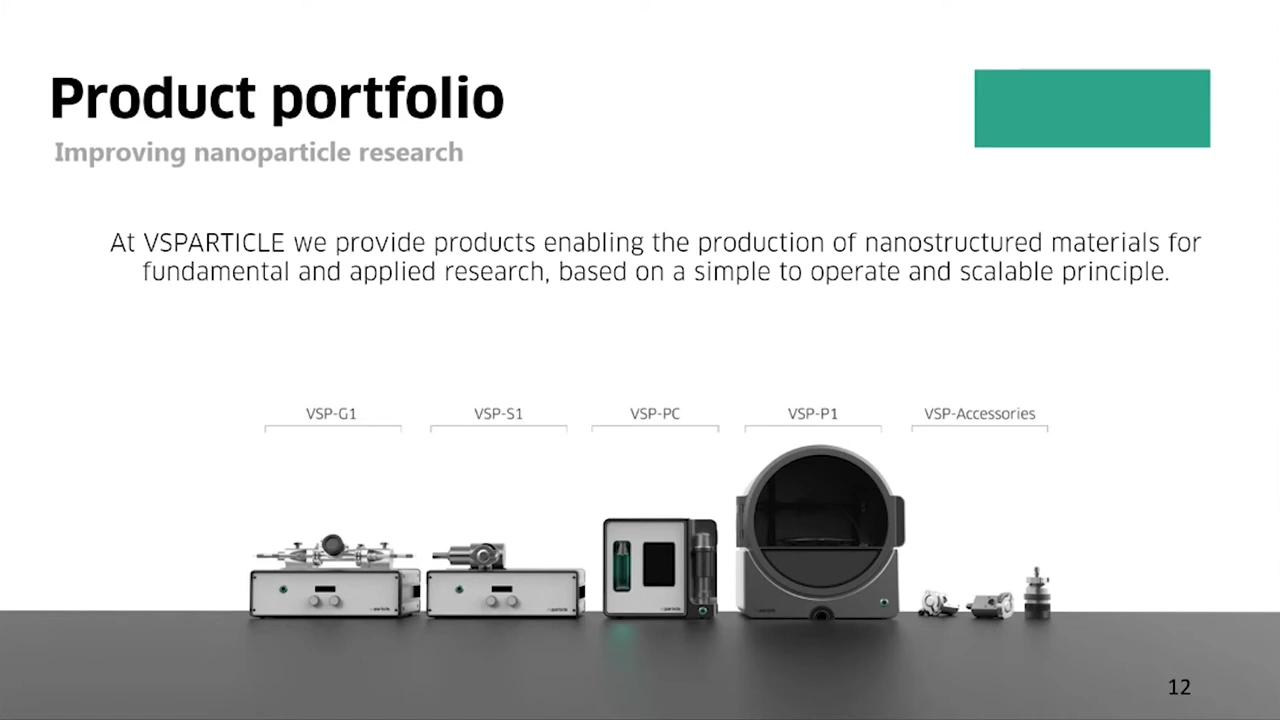 Product portfolio
Improving nanoparticle research
At VSPARTICLE we provide products enabling the production of nanostructured materials for
fundamental and applied research, based on a simple to operate and scalable principle.
VSP-G1 VSP-S1 VSP-PC VSP-P1 VSP-Accessories
12